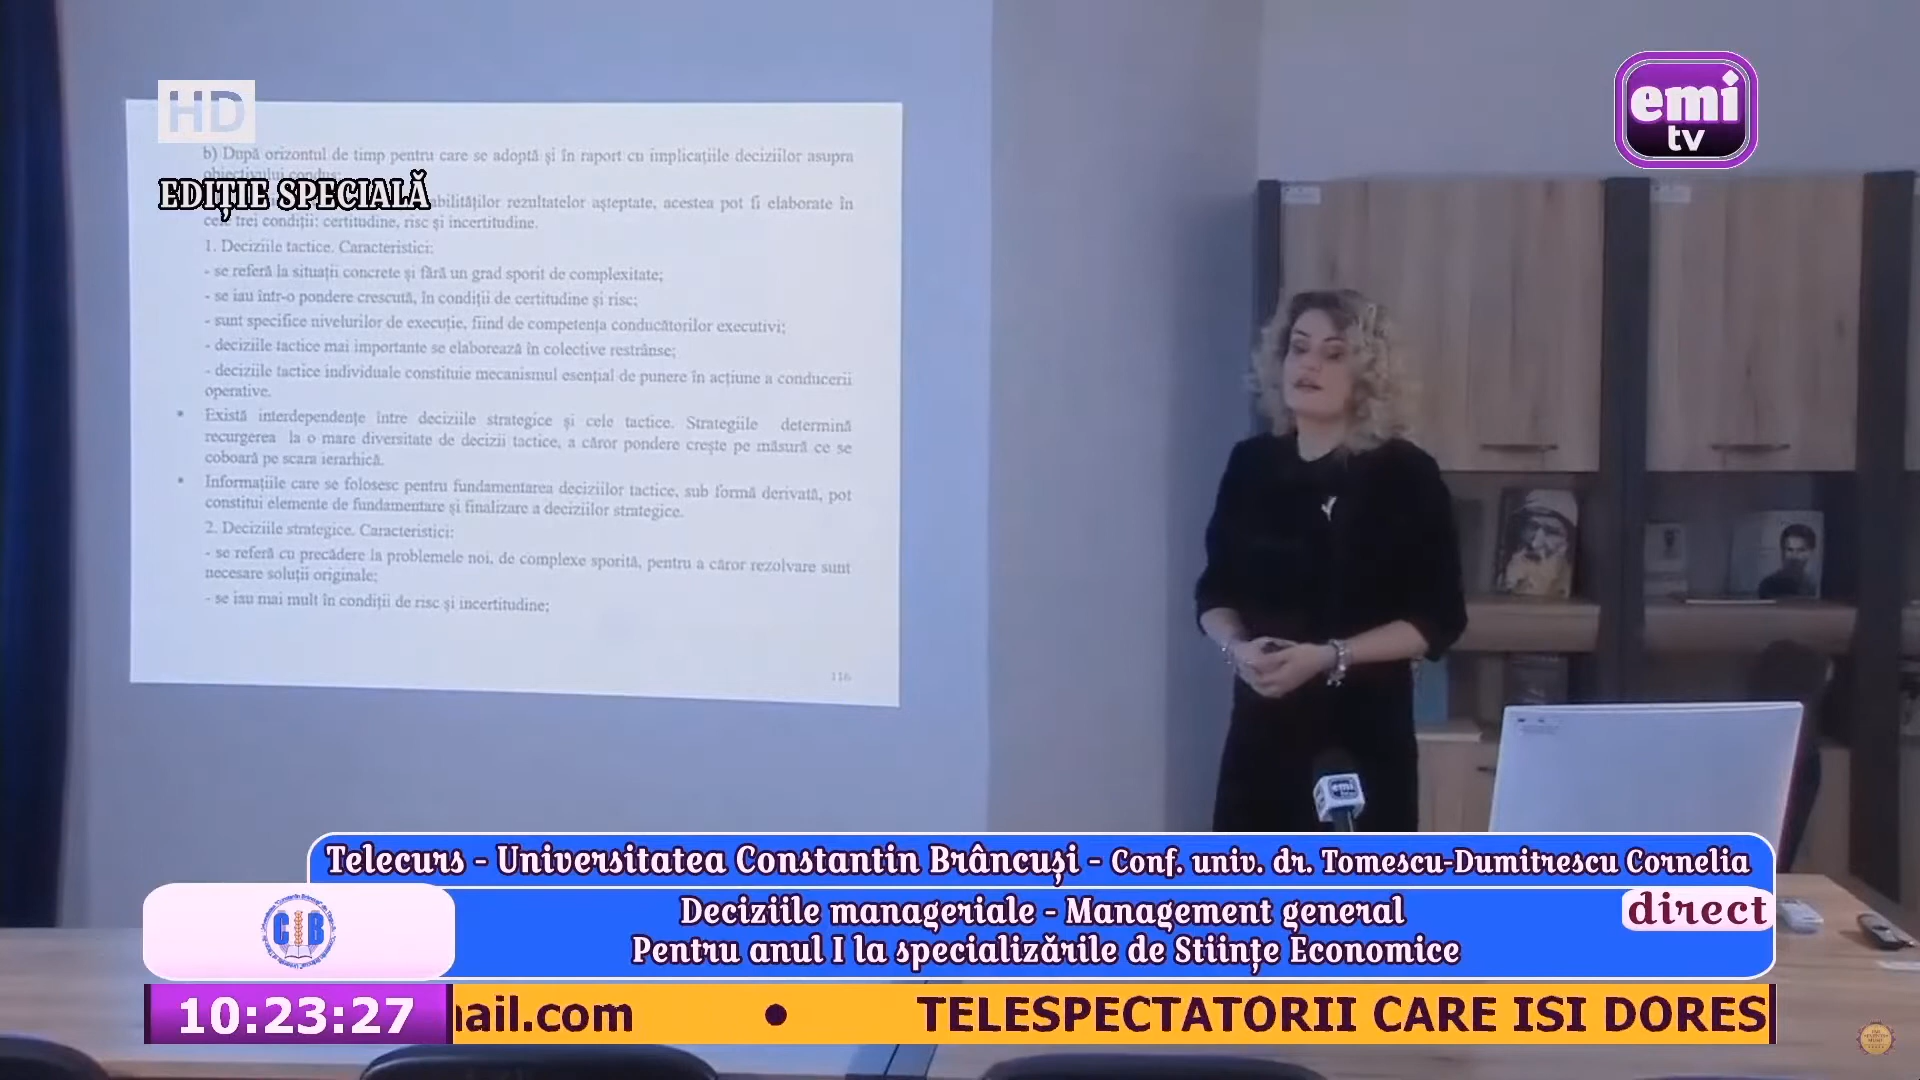 HD
emi
tv
b) După orizontul de timp pentru care se adoptă și în raport cu implicațiile deciziilor asupra
obiectivului condus:
EDIȚIE SPECIALĂ
rezultatelor așteptate, acestea pot fi elaborate în
cele trei condiții: certitudine, risc și incertitudine.
1. Deciziile tactice. Caracteristici:
- se referă la situații concrete și fără un grad sporit de complexitate;
- se iau într-o pondere crescută, în condiții de certitudine și risc;
- sunt specifice nivelurilor de execuție, fiind de competența conducătorilor executivi;
- deciziile tactice mai importante se elaborează în colective restrânse;
- deciziile tactice individuale constituie mecanismul esențial de punere în acțiune a conducerii
operative.
• Există interdependențe între deciziile strategice și cele tactice. Strategiile determină
recurgerea la o mare diversitate de decizii tactice, a căror pondere crește pe măsură ce se
coboară pe scara ierarhică.
• Informațiile care se folosesc pentru fundamentarea deciziilor tactice, sub formă derivată, pot
constitui elemente de fundamentare și finalizare a deciziilor strategice.
2. Deciziile strategice. Caracteristici:
- se referă cu precădere la problemele noi, de complexe sporită, pentru a căror rezolvare sunt
necesare soluții originale;
- se iau mai mult în condiții de risc și incertitudine;
116
emi
Telecurs - Universitatea Constantin Brâncuși - Conf. univ. dr. Tomescu-Dumitrescu Cornelia
CIB
Deciziile manageriale - Management general
direct
Pentru anul I la specializările de Stiințe Economice
10:23:27
ail.com • TELESPECTATORII CARE ISI DORES